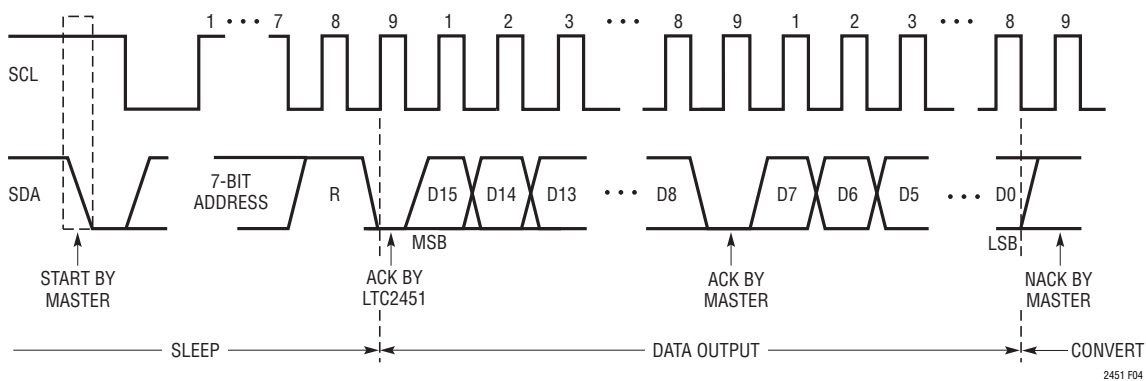 1 ••• 7 8 9 1 2 3 ••• 8 9 1 2 3 ••• 8 9
SCL
SDA 7-BIT ADDRESS R D15 D14 D13 ••• D8 D7 D6 D5 ••• D0
MSB LSB
START BY MASTER
ACK BY LTC2451
ACK BY MASTER
NACK BY MASTER
SLEEP DATA OUTPUT CONVERT
2451 F04